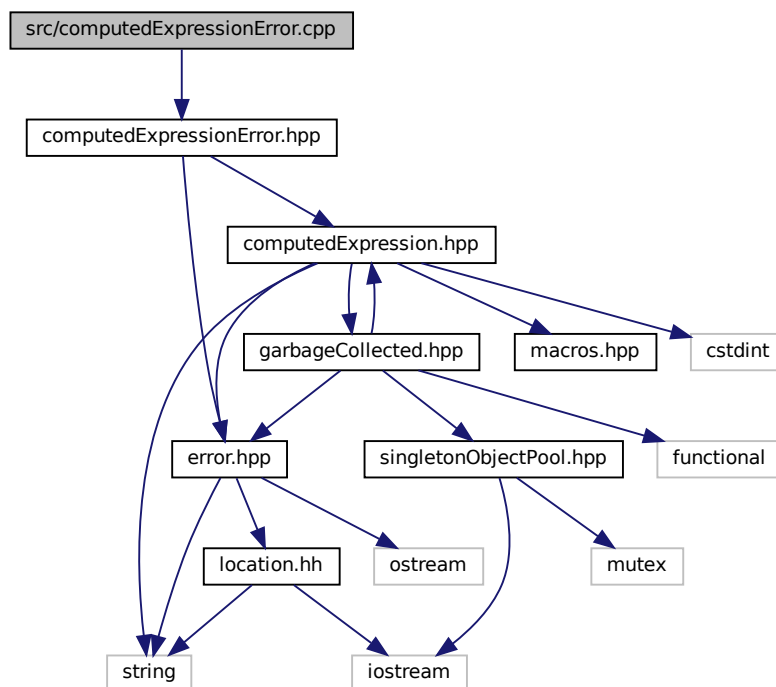 src/computedExpressionError.cpp
computedExpressionError.hpp
computedExpression.hpp
garbageCollected.hpp
macros.hpp
cstdint
error.hpp
singletonObjectPool.hpp
functional
location.hh
ostream
mutex
string
iostream